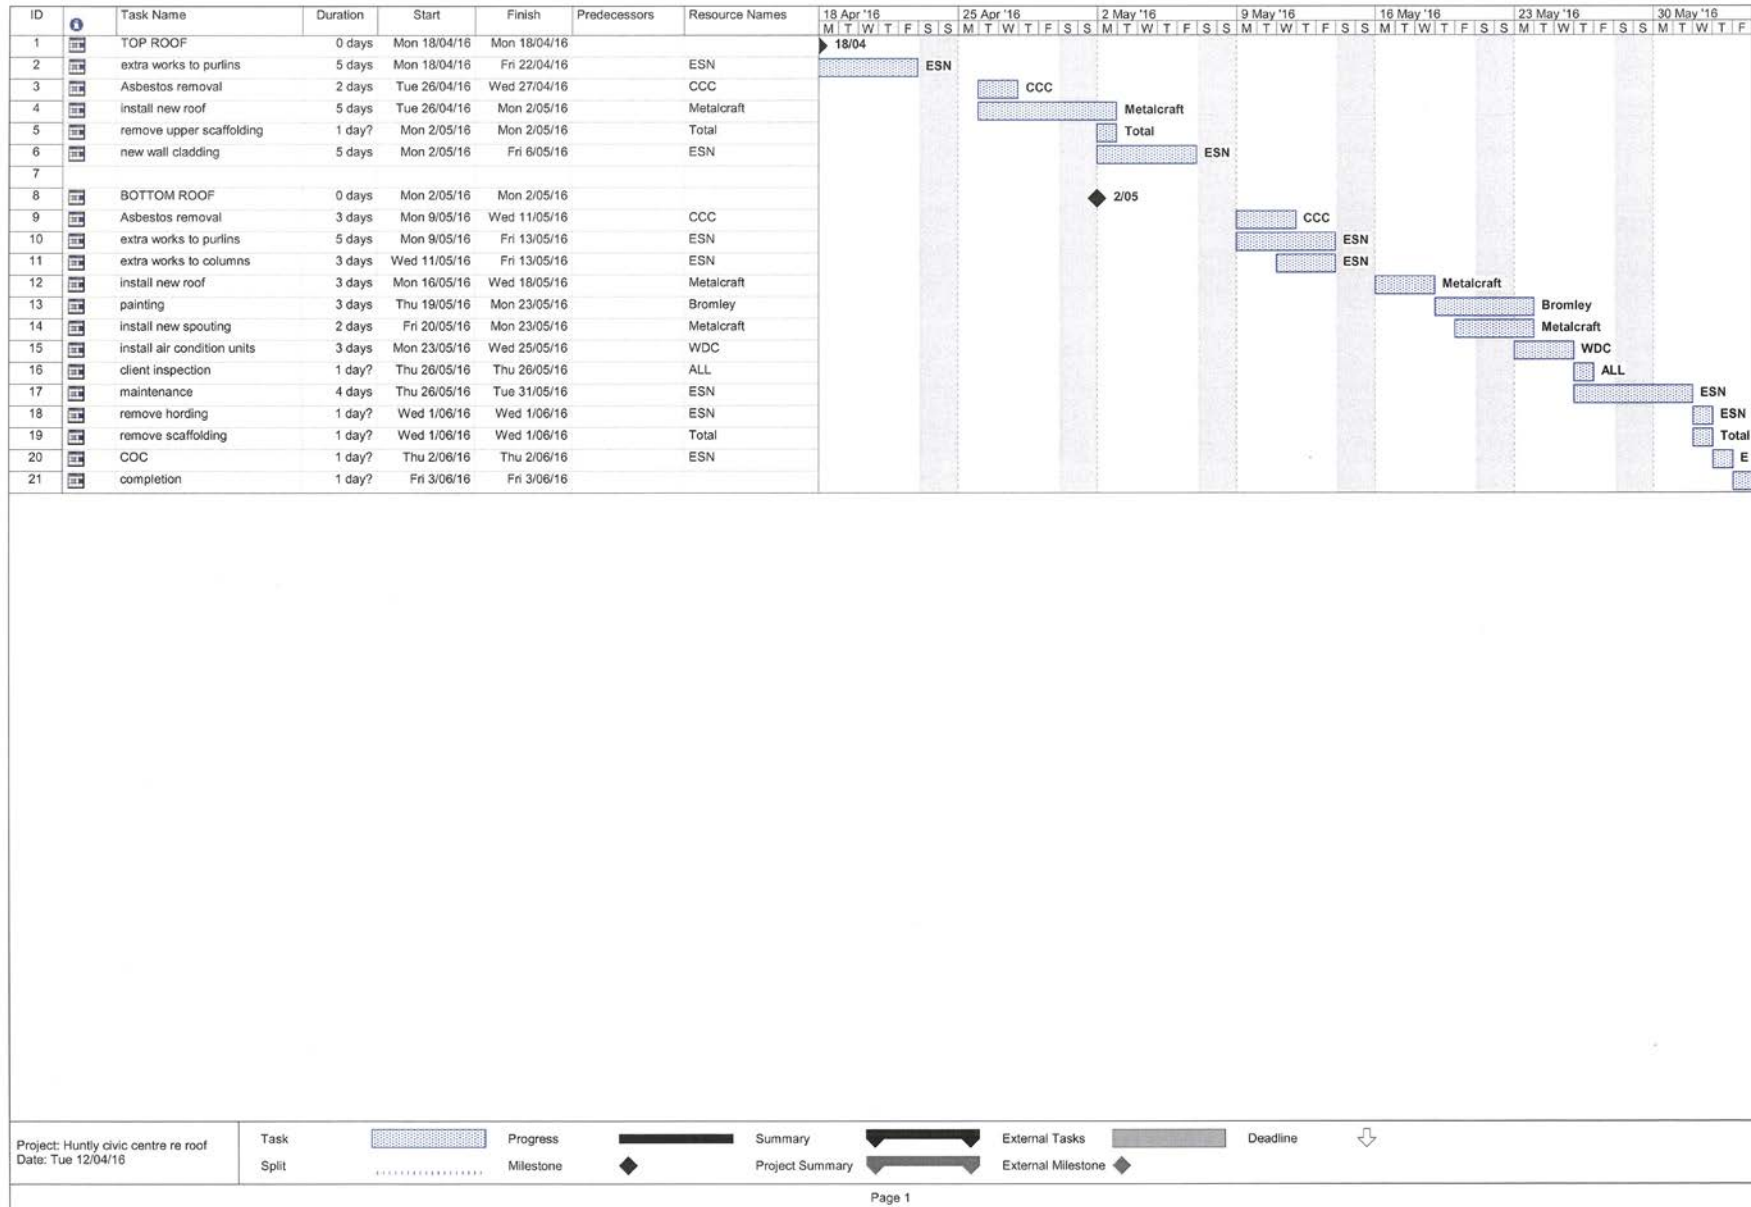 ID Task Name Duration Start Finish Predecessors Resource Names 18 Apr '16 25 Apr '16 2 May '16 9 May '16 16 May '16 23 May '16 30 May '16
M T W T F S S M T W T F S S M T W T F S S M T W T F S S M T W T F S S M T W T F S S M T W T F
1 TOP ROOF 0 days Mon 18/04/16 Mon 18/04/16 18/04
2 extra works to purlins 5 days Mon 18/04/16 Fri 22/04/16 ESN ESN
3 Asbestos removal 2 days Tue 26/04/16 Wed 27/04/16 CCC CCC
4 install new roof 5 days Tue 26/04/16 Mon 2/05/16 Metalcraft Metalcraft
5 remove upper scaffolding 1 day? Mon 2/05/16 Mon 2/05/16 Total Total
6 new wall cladding 5 days Mon 2/05/16 Fri 6/05/16 ESN ESN
7
8 BOTTOM ROOF 0 days Mon 2/05/16 Mon 2/05/16 2/05
9 Asbestos removal 3 days Mon 9/05/16 Wed 11/05/16 CCC CCC
10 extra works to purlins 5 days Mon 9/05/16 Fri 13/05/16 ESN ESN
11 extra works to columns 3 days Wed 11/05/16 Fri 13/05/16 ESN ESN
12 install new roof 3 days Mon 16/05/16 Wed 18/05/16 Metalcraft Metalcraft
13 painting 3 days Thu 19/05/16 Mon 23/05/16 Bromley Bromley
14 install new spouting 2 days Fri 20/05/16 Mon 23/05/16 Metalcraft Metalcraft
15 install air condition units 3 days Mon 23/05/16 Wed 25/05/16 WDC WDC
16 client inspection 1 day? Thu 26/05/16 Thu 26/05/16 ALL ALL
17 maintenance 4 days Thu 26/05/16 Tue 31/05/16 ESN ESN
18 remove hording 1 day? Wed 1/06/16 Wed 1/06/16 ESN ESN
19 remove scaffolding 1 day? Wed 1/06/16 Wed 1/06/16 Total Total
20 COC 1 day? Thu 2/06/16 Thu 2/06/16 ESN E
21 completion 1 day? Fri 3/06/16 Fri 3/06/16
Project: Huntly civic centre re roof
Date: Tue 12/04/16
Task Progress Summary External Tasks Deadline
Split Milestone Project Summary External Milestone
Page 1